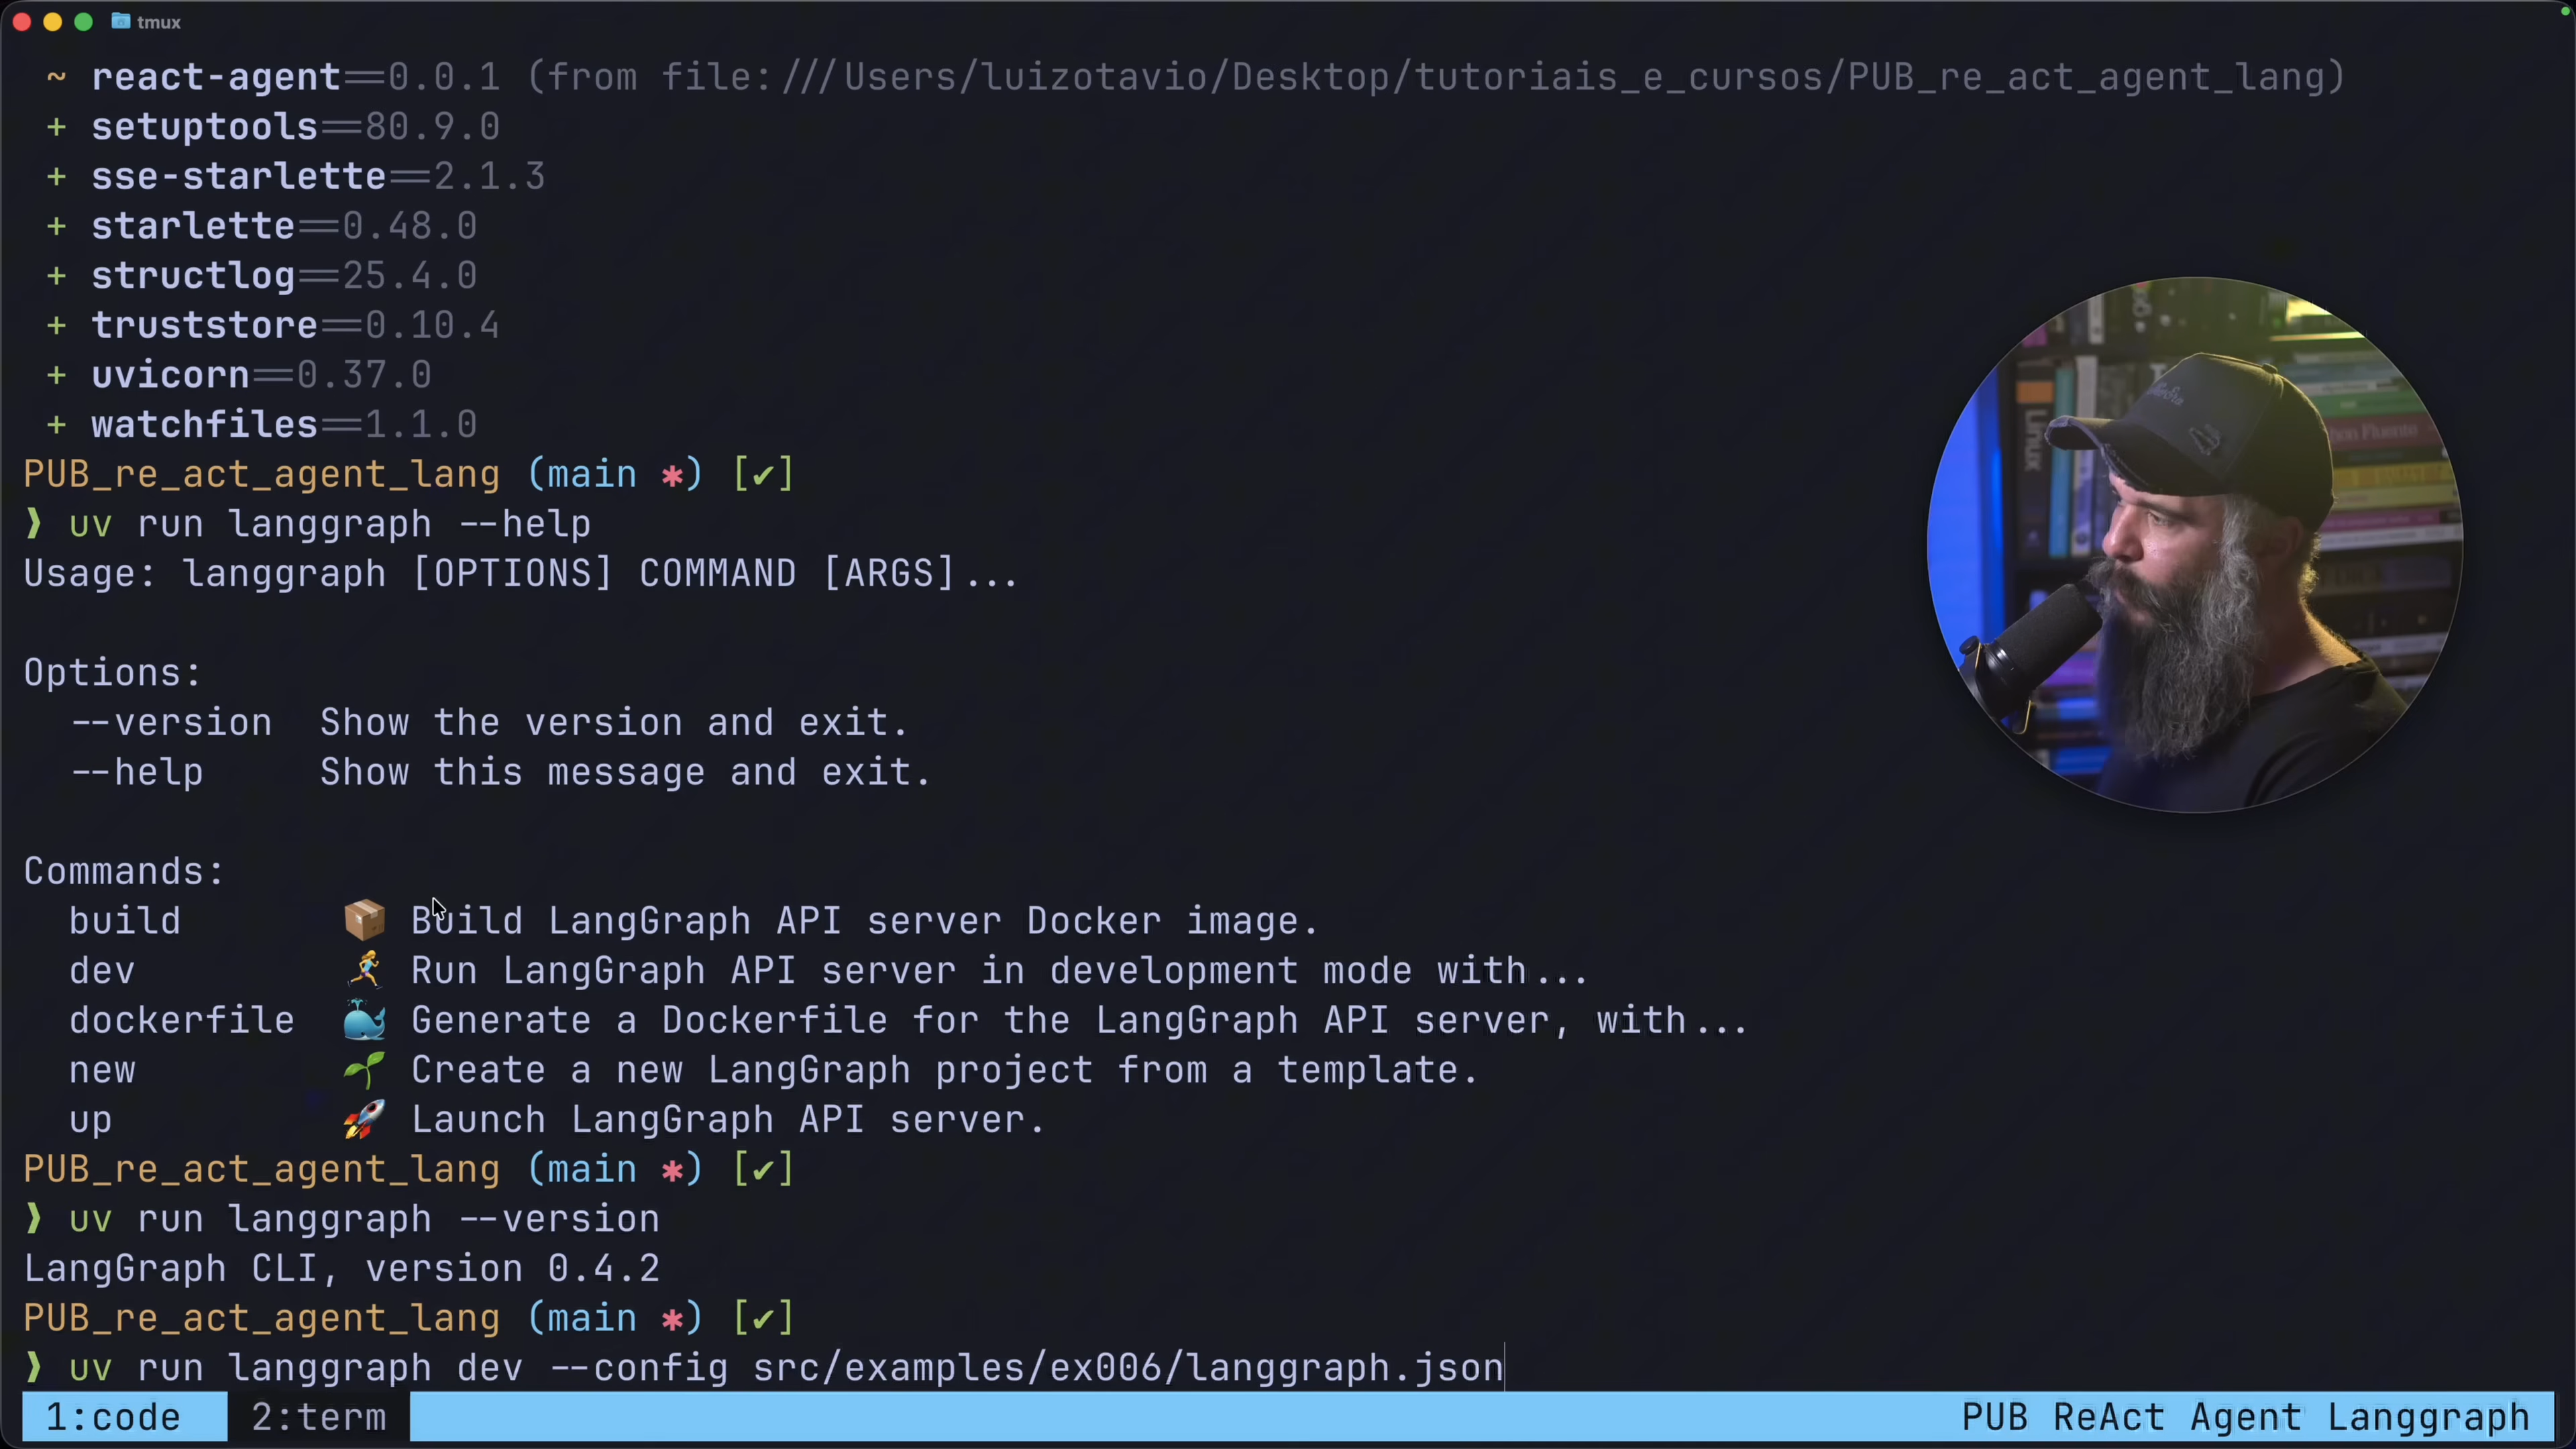 tmux
~ react-agent==0.0.1 (from file:///Users/luizotavio/Desktop/tutoriais_e_cursos/PUB_re_act_agent_lang)
+ setuptools==80.9.0
+ sse-starlette==2.1.3
+ starlette==0.48.0
+ structlog==25.4.0
+ truststore==0.10.4
+ uvicorn==0.37.0
+ watchfiles==1.1.0
PUB_re_act_agent_lang (main *) [✔]
❱ uv run langgraph --help
Usage: langgraph [OPTIONS] COMMAND [ARGS]...
Options:
--version Show the version and exit.
--help Show this message and exit.
Commands:
build 📦 Build LangGraph API server Docker image.
dev 🏃‍♀️ Run LangGraph API server in development mode with...
dockerfile 🐳 Generate a Dockerfile for the LangGraph API server, with...
new 🌱 Create a new LangGraph project from a template.
up 🚀 Launch LangGraph API server.
PUB_re_act_agent_lang (main *) [✔]
❱ uv run langgraph --version
LangGraph CLI, version 0.4.2
PUB_re_act_agent_lang (main *) [✔]
❱ uv run langgraph dev --config src/examples/ex006/langgraph.json
1:code 2:term PUB ReAct Agent Langgraph
Linux
Fluente